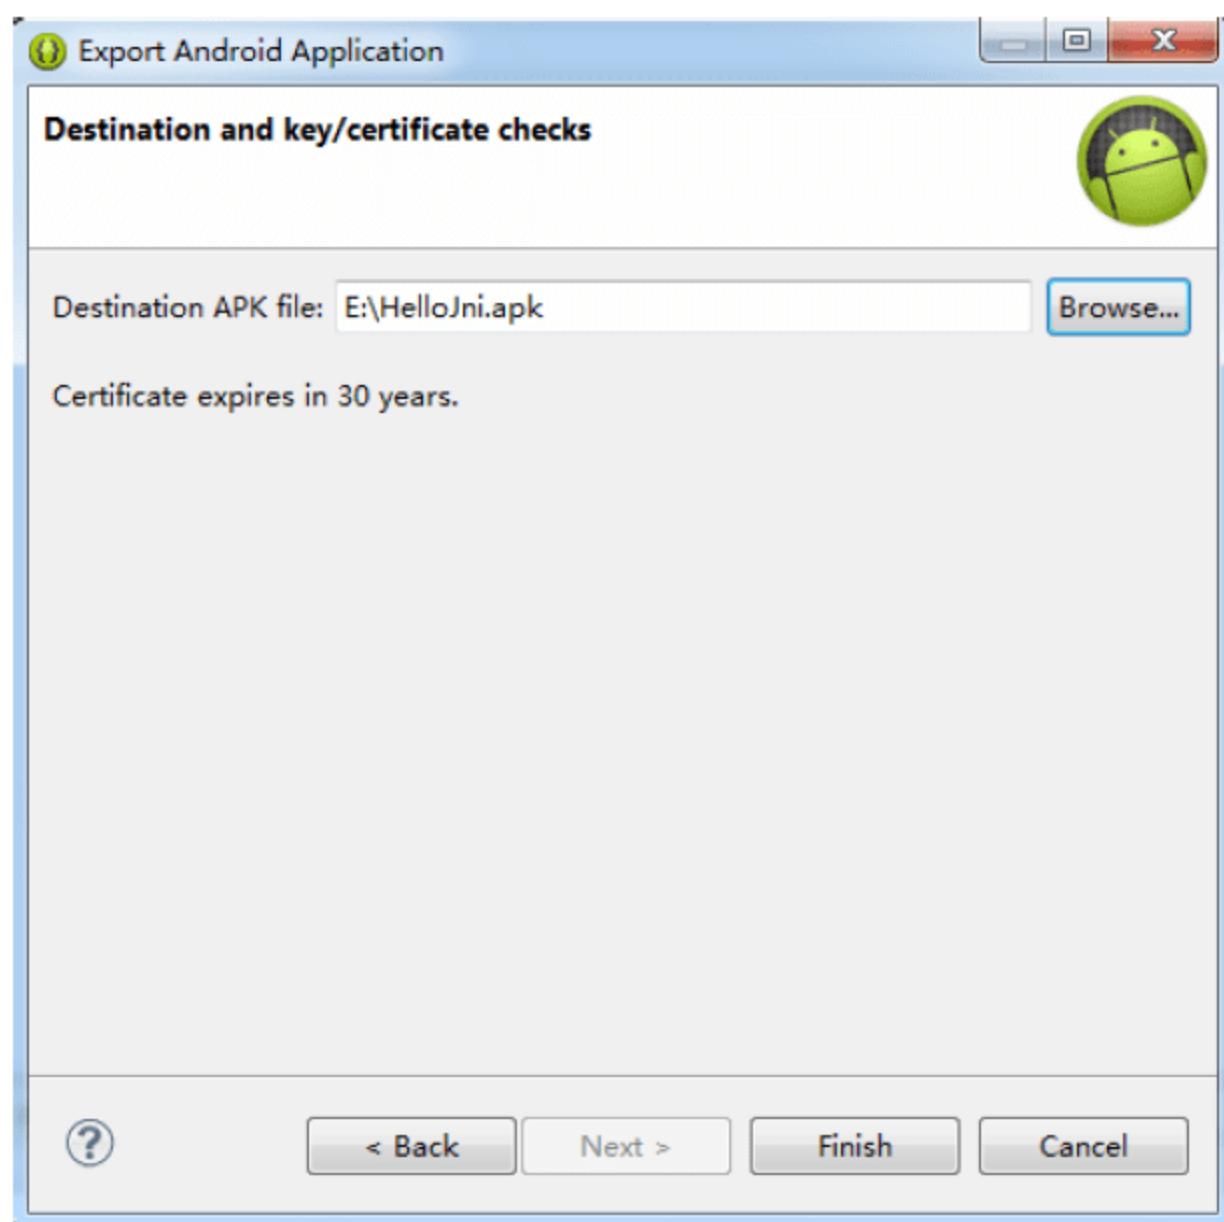 Export Android Application
Destination and key/certificate checks
Destination APK file: E:\HelloJni.apk Browse...
Certificate expires in 30 years.
? < Back Next > Finish Cancel